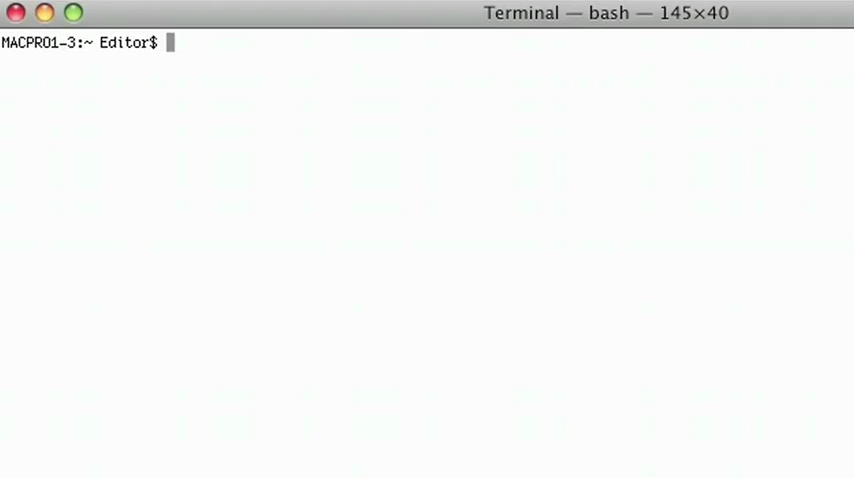 Terminal — bash — 145×40
MACPRO1-3:~ Editor$